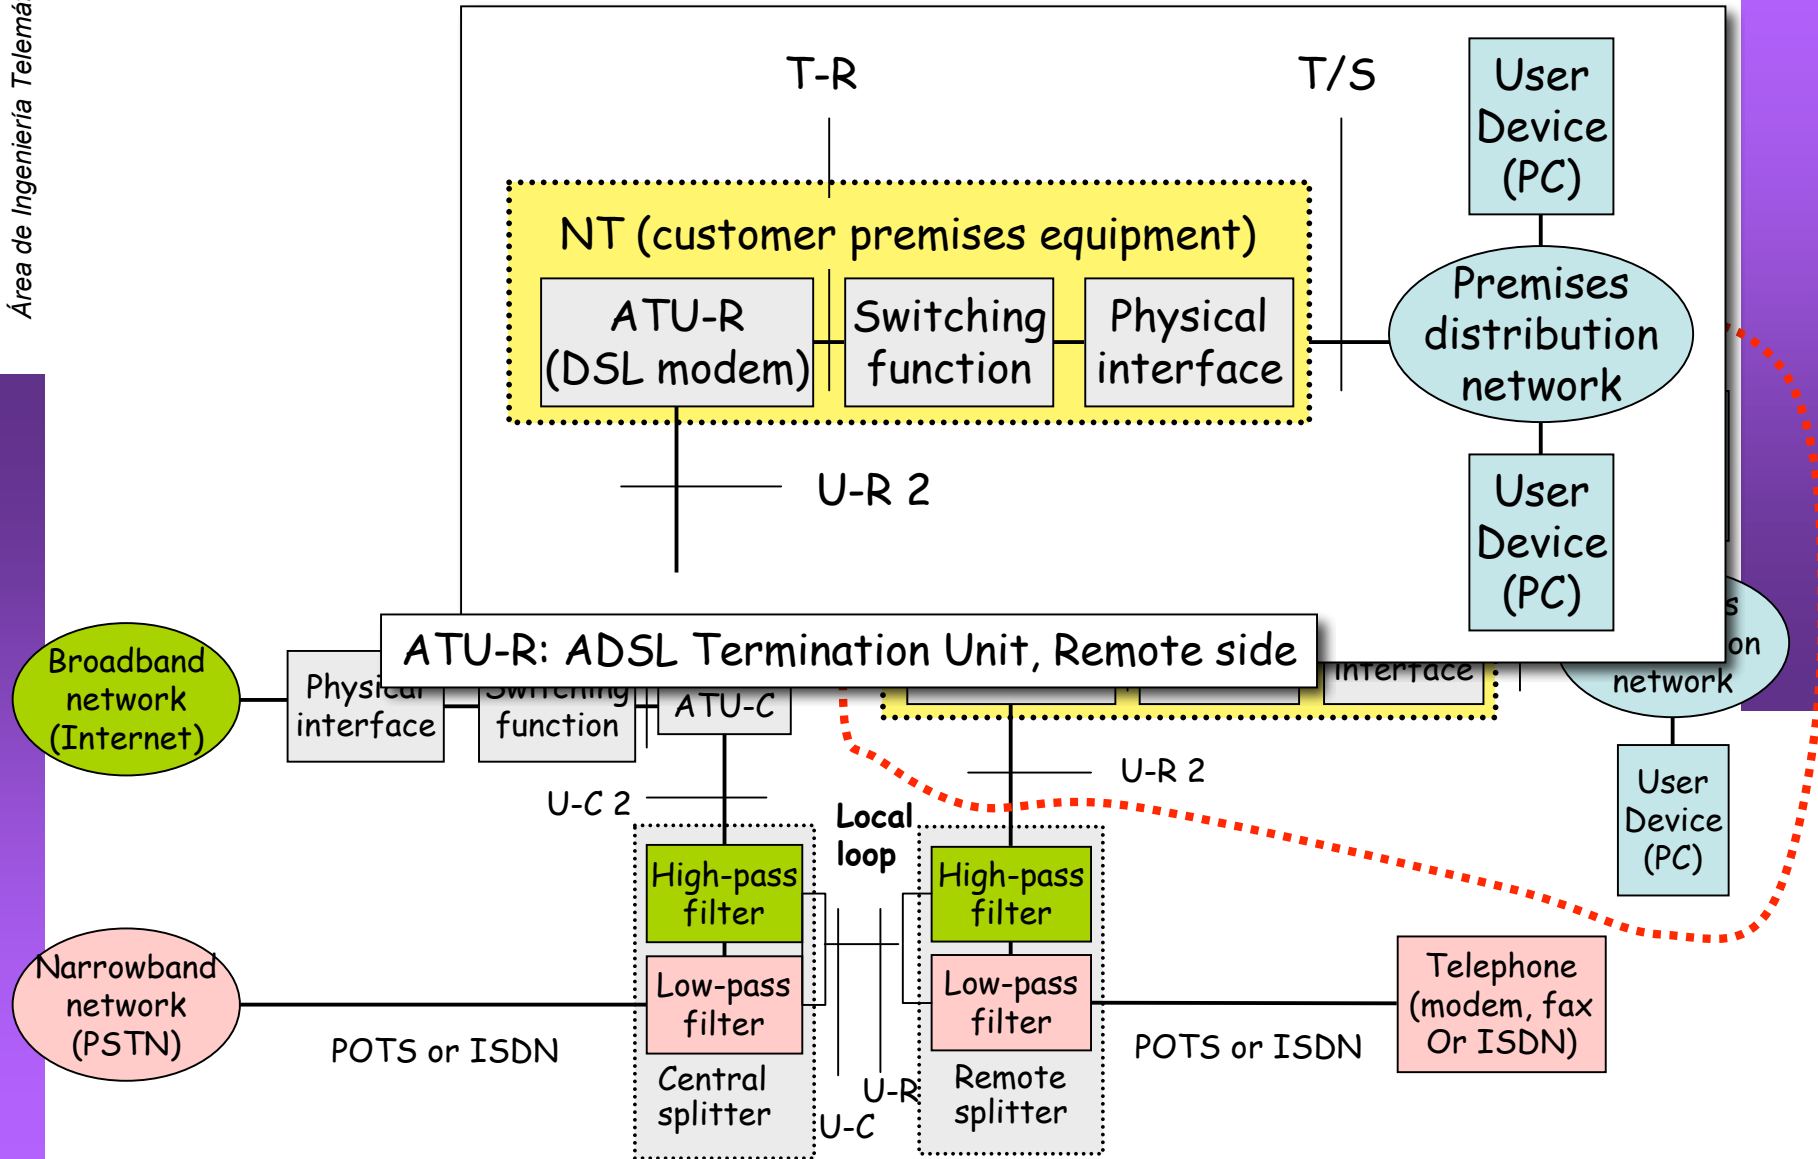 Área de Ingeniería
T-R
T/S
User
Device
(PC)
NT (customer premises equipment)
ATU-R
(DSL modem)
Switching
function
Physical
interface
Premises
distribution
network
U-R 2
User
Device
(PC)
ATU-R: ADSL Termination Unit, Remote side
Broadband
network
(Internet)
Physical
interface
Switching
function
ATU-C
interface
network
U-C 2
U-R 2
User
Device
(PC)
Local
loop
High-pass
filter
High-pass
filter
Narrowband
network
(PSTN)
Low-pass
filter
Low-pass
filter
Telephone
(modem, fax
Or ISDN)
POTS or ISDN
POTS or ISDN
Central
splitter
U-R
U-C
Remote
splitter